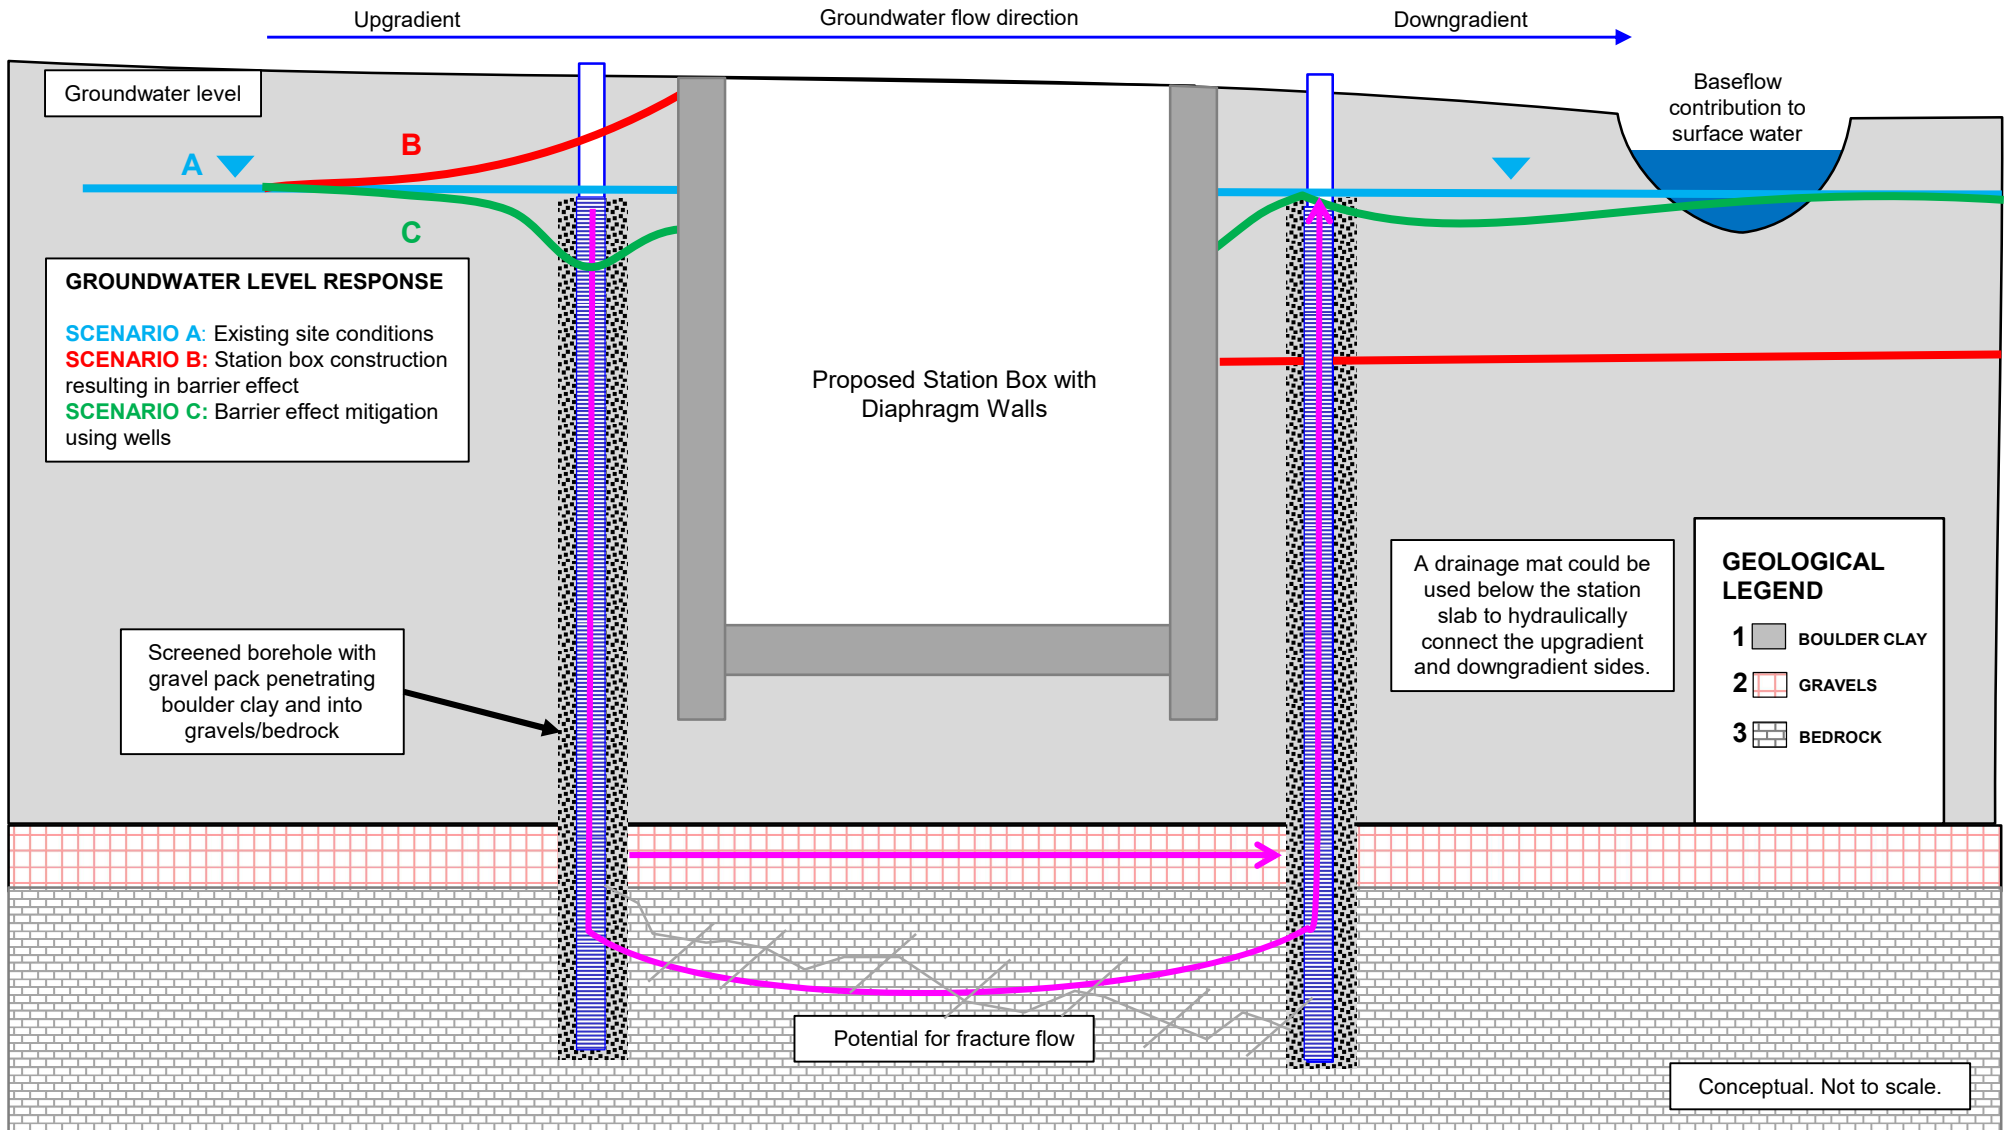 Upgradient
Groundwater flow direction
Downgradient
Groundwater level
Baseflow
contribution to
surface water
A
B
C
GROUNDWATER LEVEL RESPONSE
SCENARIO A: Existing site conditions
SCENARIO B: Station box construction
resulting in barrier effect
SCENARIO C: Barrier effect mitigation
using wells
Proposed Station Box with
Diaphragm Walls
Screened borehole with
gravel pack penetrating
boulder clay and into
gravels/bedrock
A drainage mat could be
used below the station
slab to hydraulically
connect the upgradient
and downgradient sides.
GEOLOGICAL
LEGEND
1 BOULDER CLAY
2 GRAVELS
3 BEDROCK
Potential for fracture flow
Conceptual. Not to scale.